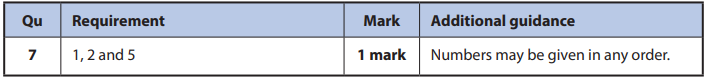 Qu Requirement Mark Additional guidance
7 1, 2 and 5 1 mark Numbers may be given in any order.